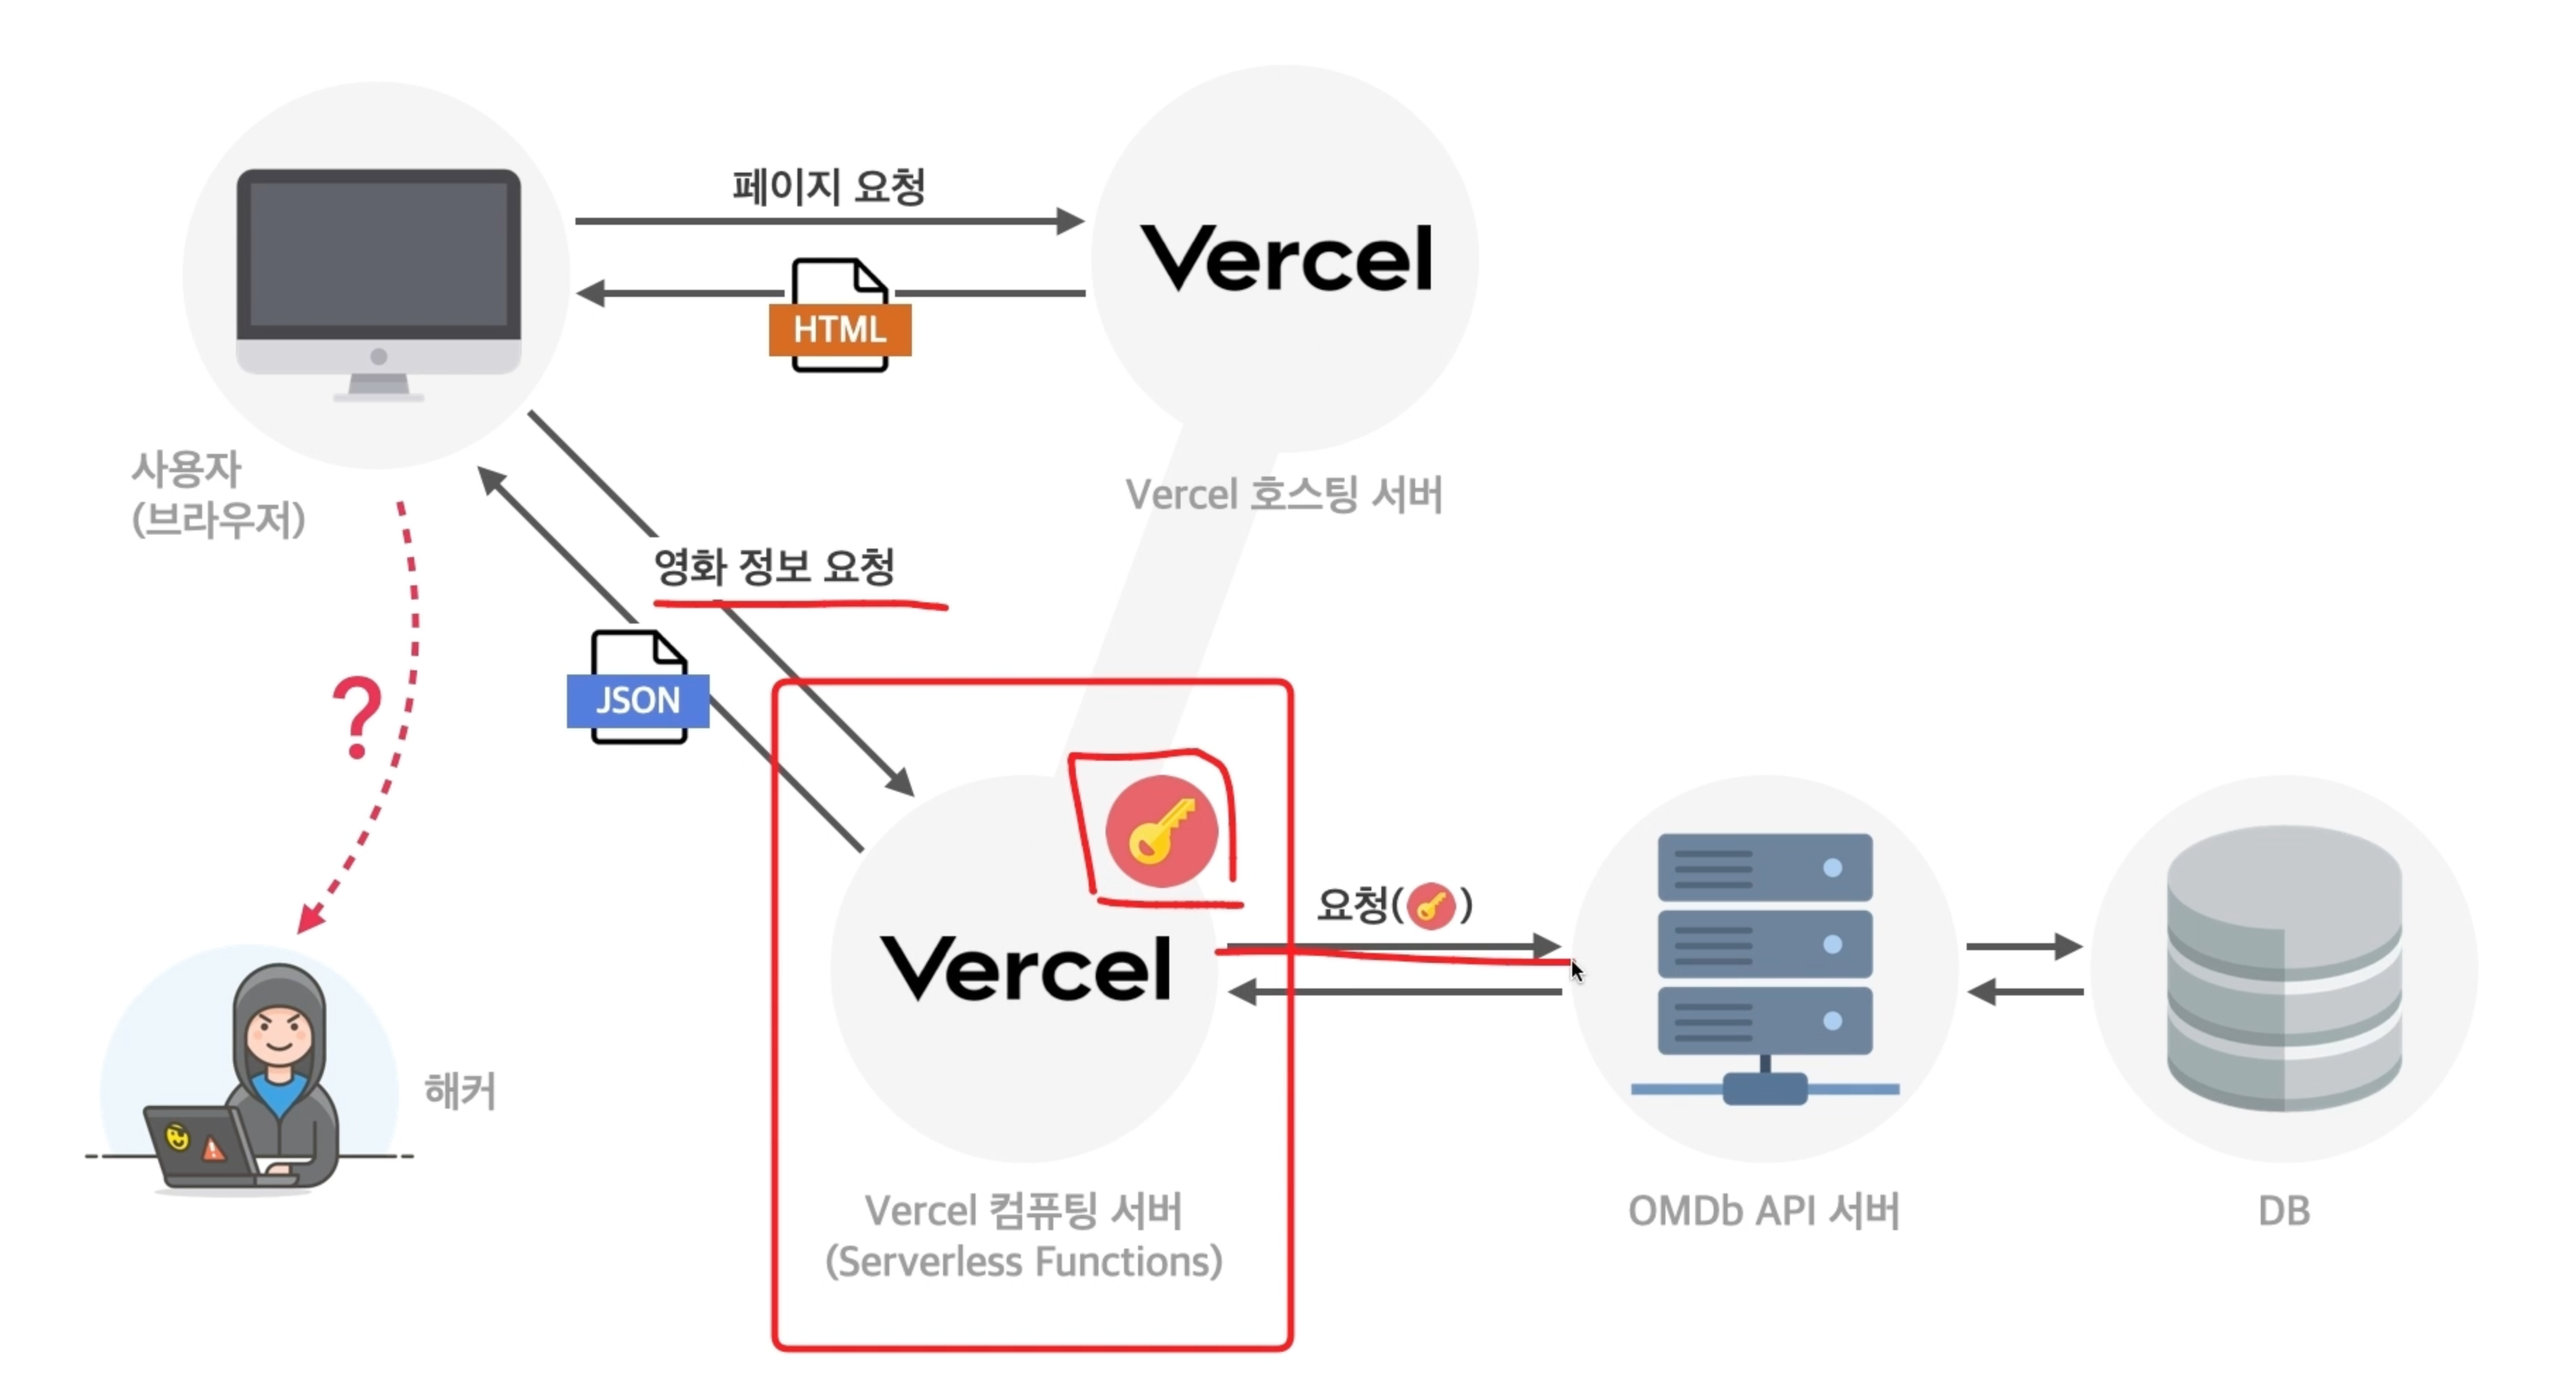 페이지 요청
Vercel
HTML
사용자
(브라우저)
Vercel 호스팅 서버
영화 정보 요청
?
JSON
요청( )
Vercel
해커
Vercel 컴퓨팅 서버
(Serverless Functions)
OMDb API 서버
DB